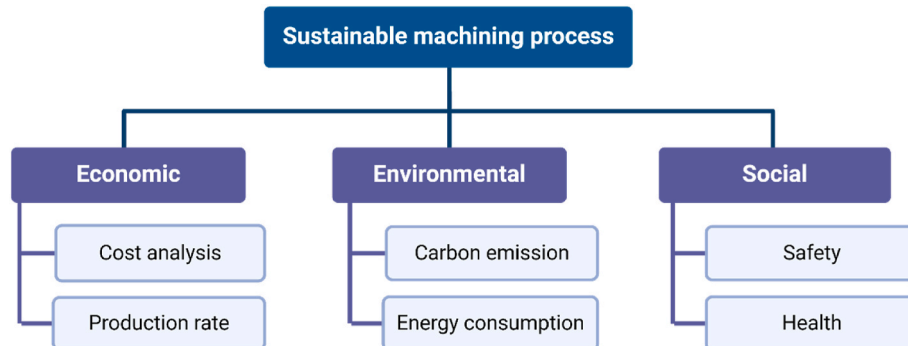 Sustainable machining process
Economic
Environmental
Social
Cost analysis
Carbon emission
Safety
Production rate
Energy consumption
Health